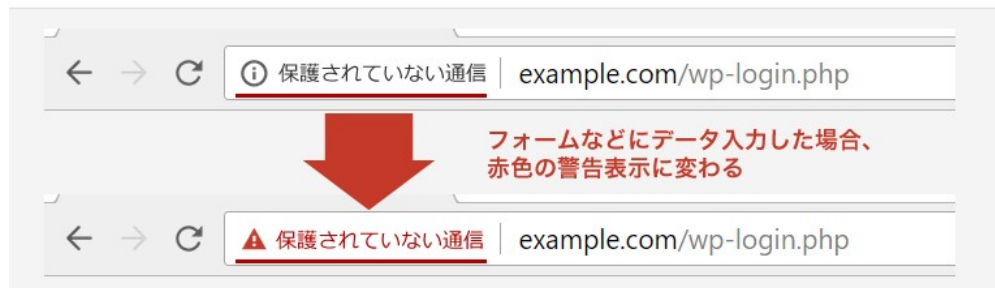 保護されていない通信 example.com/wp-login.php
フォームなどにデータ入力した場合、
赤色の警告表示に変わる
保護されていない通信 example.com/wp-login.php